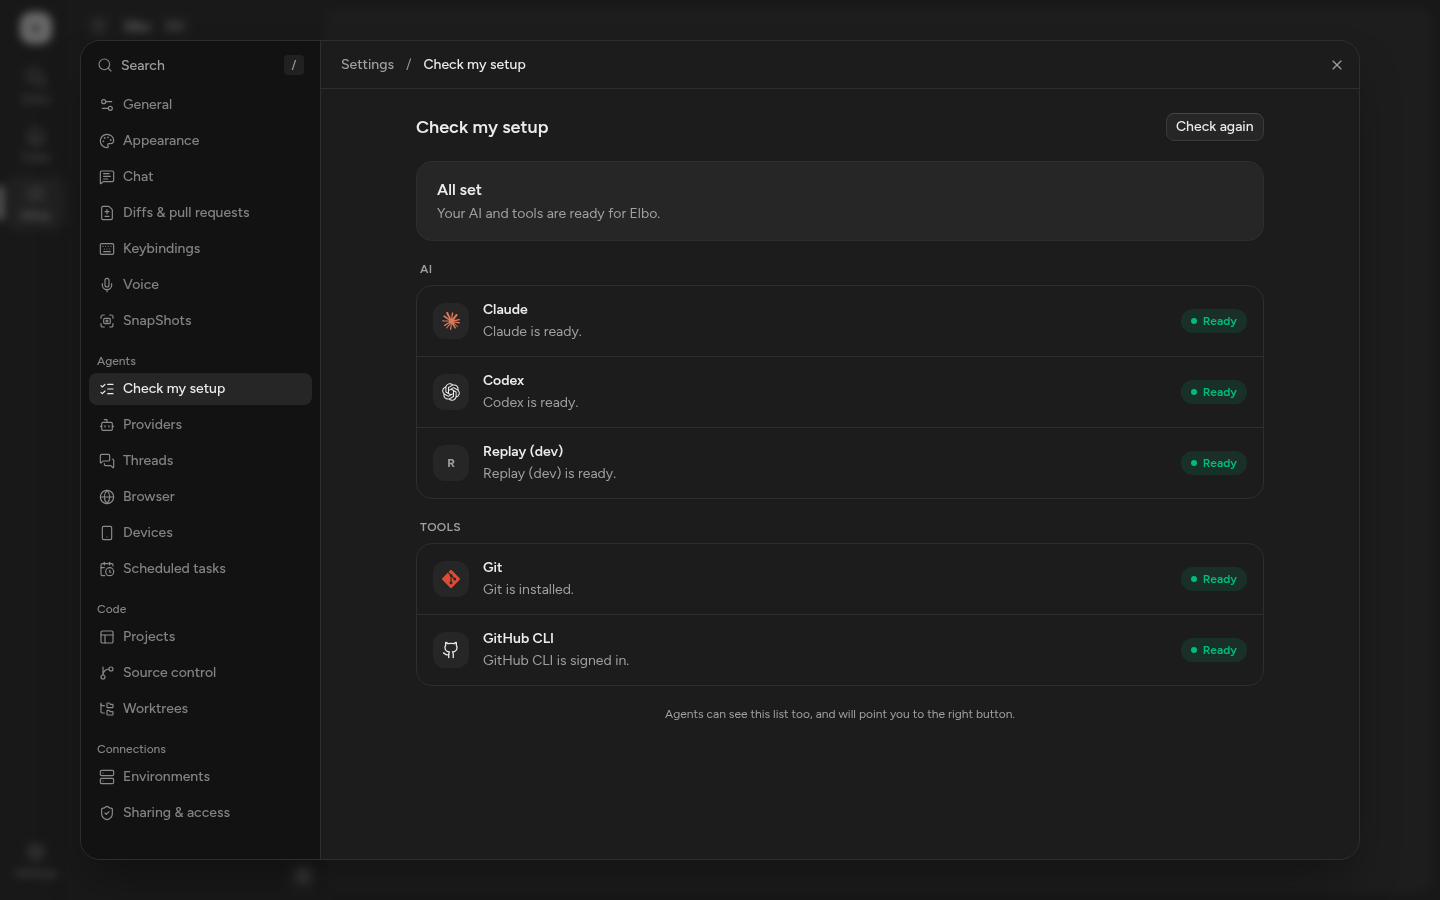 Search
/
General
Appearance
Chat
Diffs & pull requests
Keybindings
Voice
SnapShots
Agents
Check my setup
Providers
Threads
Browser
Devices
Scheduled tasks
Code
Projects
Source control
Worktrees
Connections
Environments
Sharing & access
Settings / Check my setup
Check my setup
Check again
All set
Your AI and tools are ready for Elbo.
AI
Claude
Claude is ready.
Ready
Codex
Codex is ready.
Ready
R
Replay (dev)
Replay (dev) is ready.
Ready
TOOLS
Git
Git is installed.
Ready
GitHub CLI
GitHub CLI is signed in.
Ready
Agents can see this list too, and will point you to the right button.